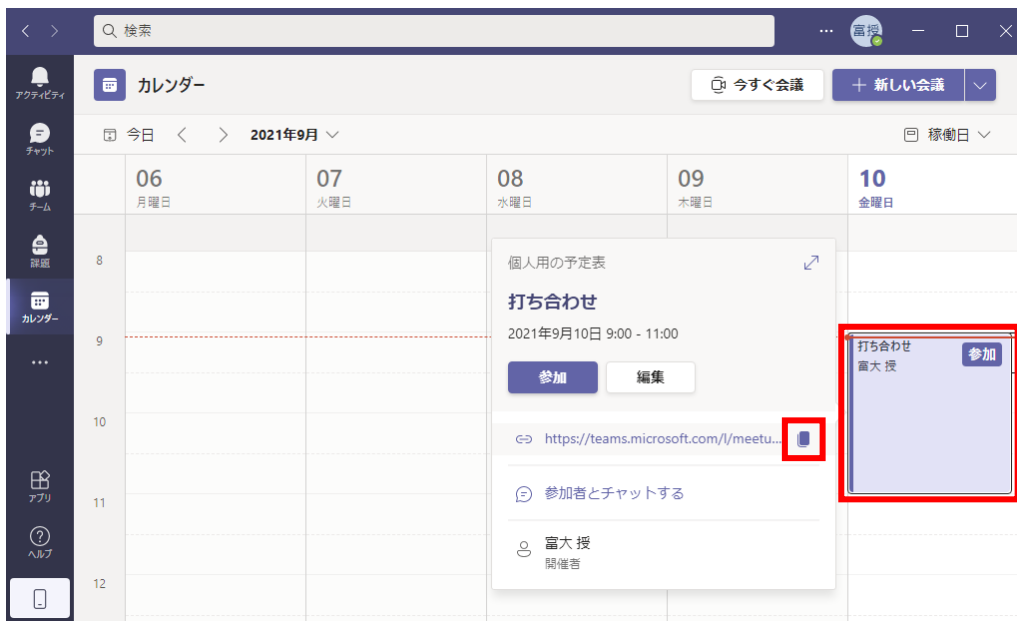 検索
富授
アクティビティ
チャット
チーム
課題
カレンダー
アプリ
ヘルプ
カレンダー
今すぐ会議
新しい会議
今日
2021年9月
稼働日
06
月曜日
07
火曜日
08
水曜日
09
木曜日
10
金曜日
8
9
10
11
12
個人用の予定表
打ち合わせ
2021年9月10日 9:00 - 11:00
参加
編集
https://teams.microsoft.com/l/meetu...
参加者とチャットする
富大 授
開催者
打ち合わせ
富大 授
参加